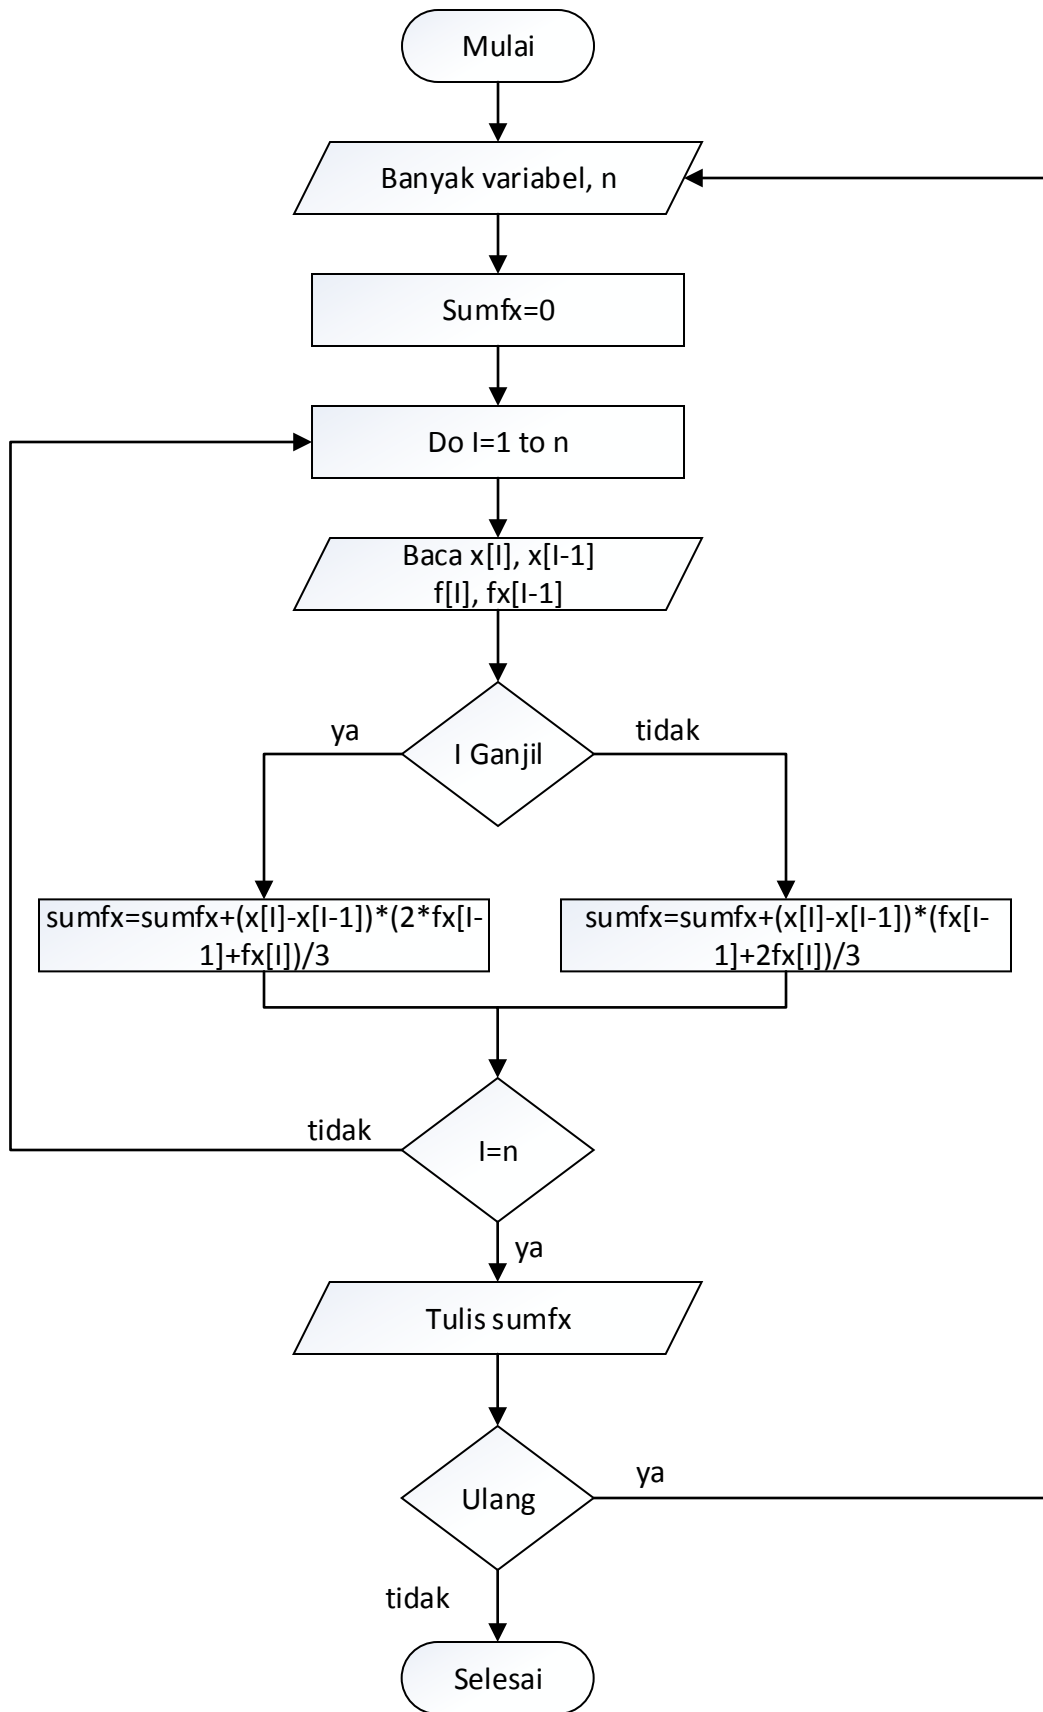 Mulai
Banyak variabel, n
Sumfx=0
Do I=1 to n
Baca x[I], x[I-1]
f[I], fx[I-1]
I Ganjil
ya
tidak
sumfx=sumfx+(x[I]-x[I-1])*(2*fx[I-
1]+fx[I])/3
sumfx=sumfx+(x[I]-x[I-1])*(fx[I-
1]+2fx[I])/3
I=n
tidak
ya
Tulis sumfx
Ulang
ya
tidak
Selesai